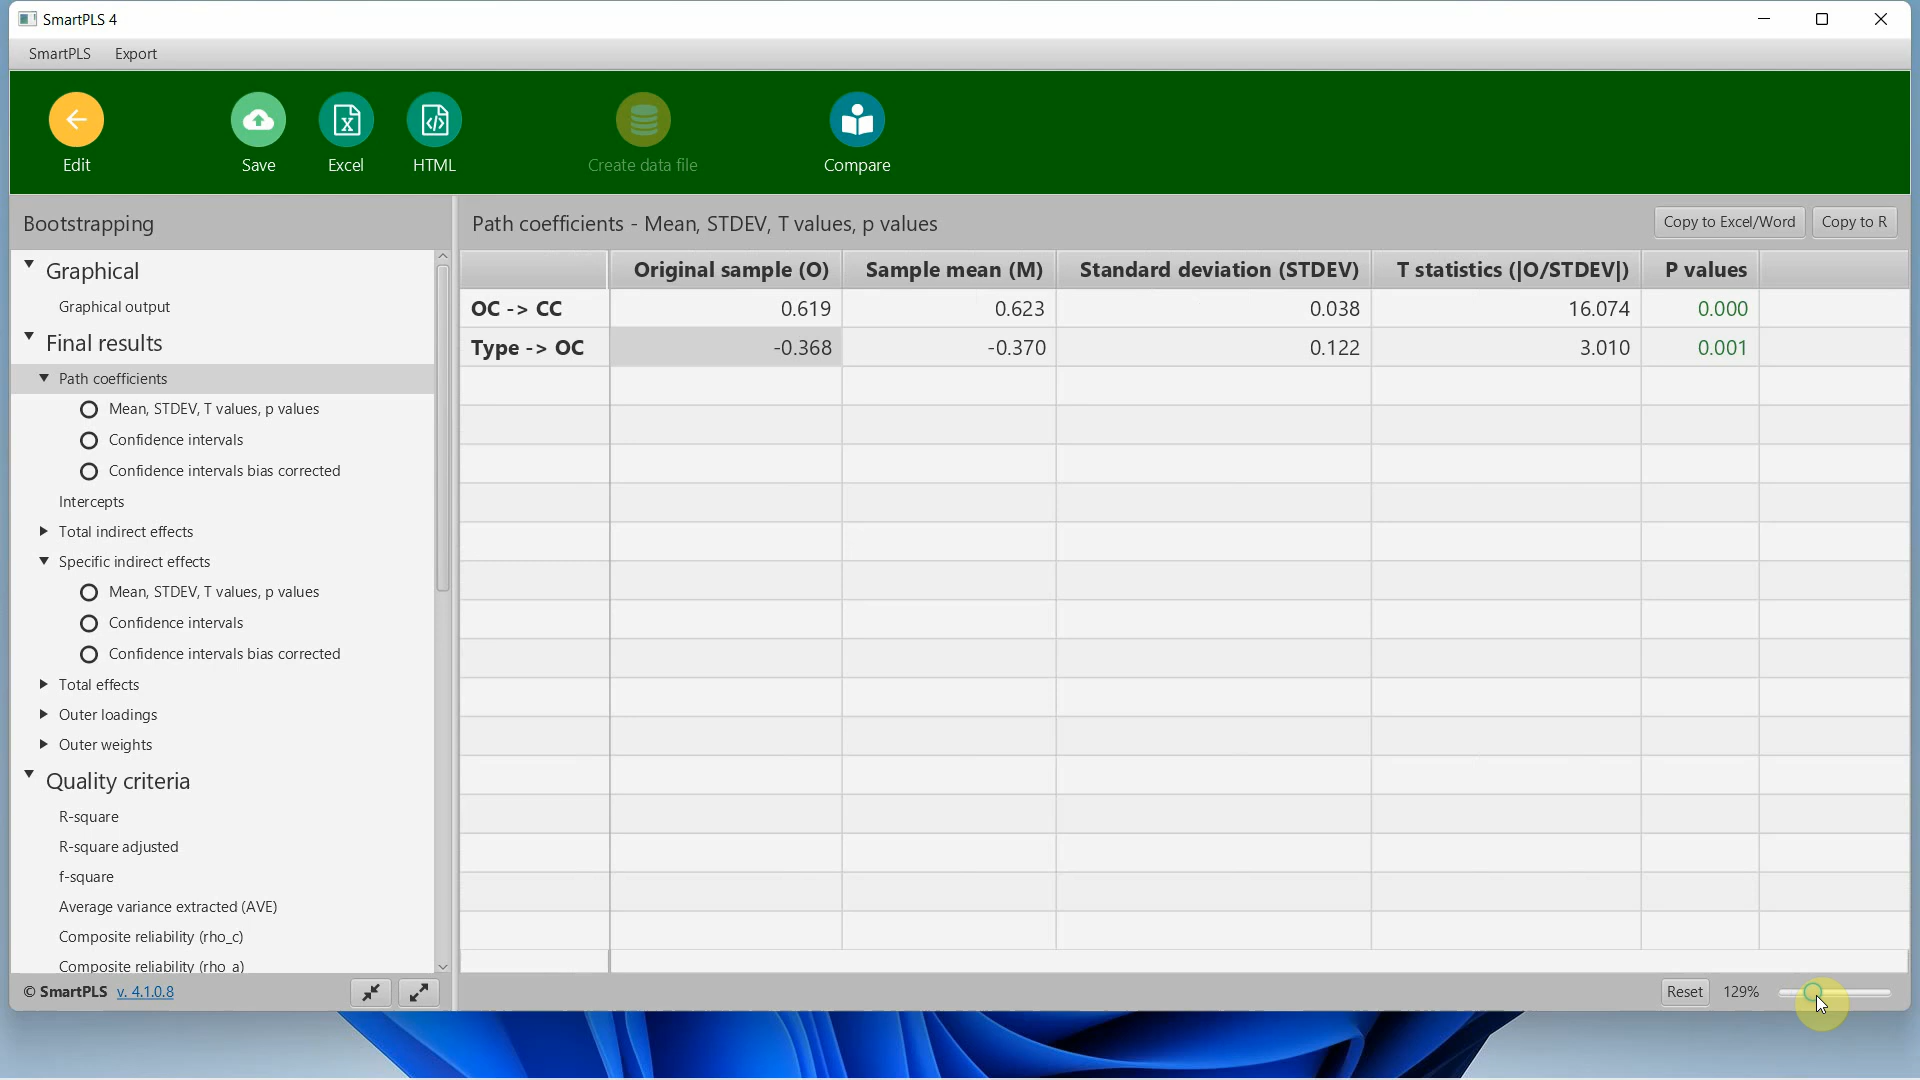 SmartPLS 4
SmartPLS Export
Edit Save Excel HTML Create data file Compare
Bootstrapping
Graphical
Graphical output
Final results
Path coefficients
Mean, STDEV, T values, p values
Confidence intervals
Confidence intervals bias corrected
Intercepts
Total indirect effects
Specific indirect effects
Mean, STDEV, T values, p values
Confidence intervals
Confidence intervals bias corrected
Total effects
Outer loadings
Outer weights
Quality criteria
R-square
R-square adjusted
f-square
Average variance extracted (AVE)
Composite reliability (rho_c)
Composite reliability (rho_a)
© SmartPLS v. 4.1.0.8
Path coefficients - Mean, STDEV, T values, p values Copy to Excel/Word Copy to R
Original sample (O) Sample mean (M) Standard deviation (STDEV) T statistics (|O/STDEV|) P values
OC -> CC 0.619 0.623 0.038 16.074 0.000
Type -> OC -0.368 -0.370 0.122 3.010 0.001
Reset 129%